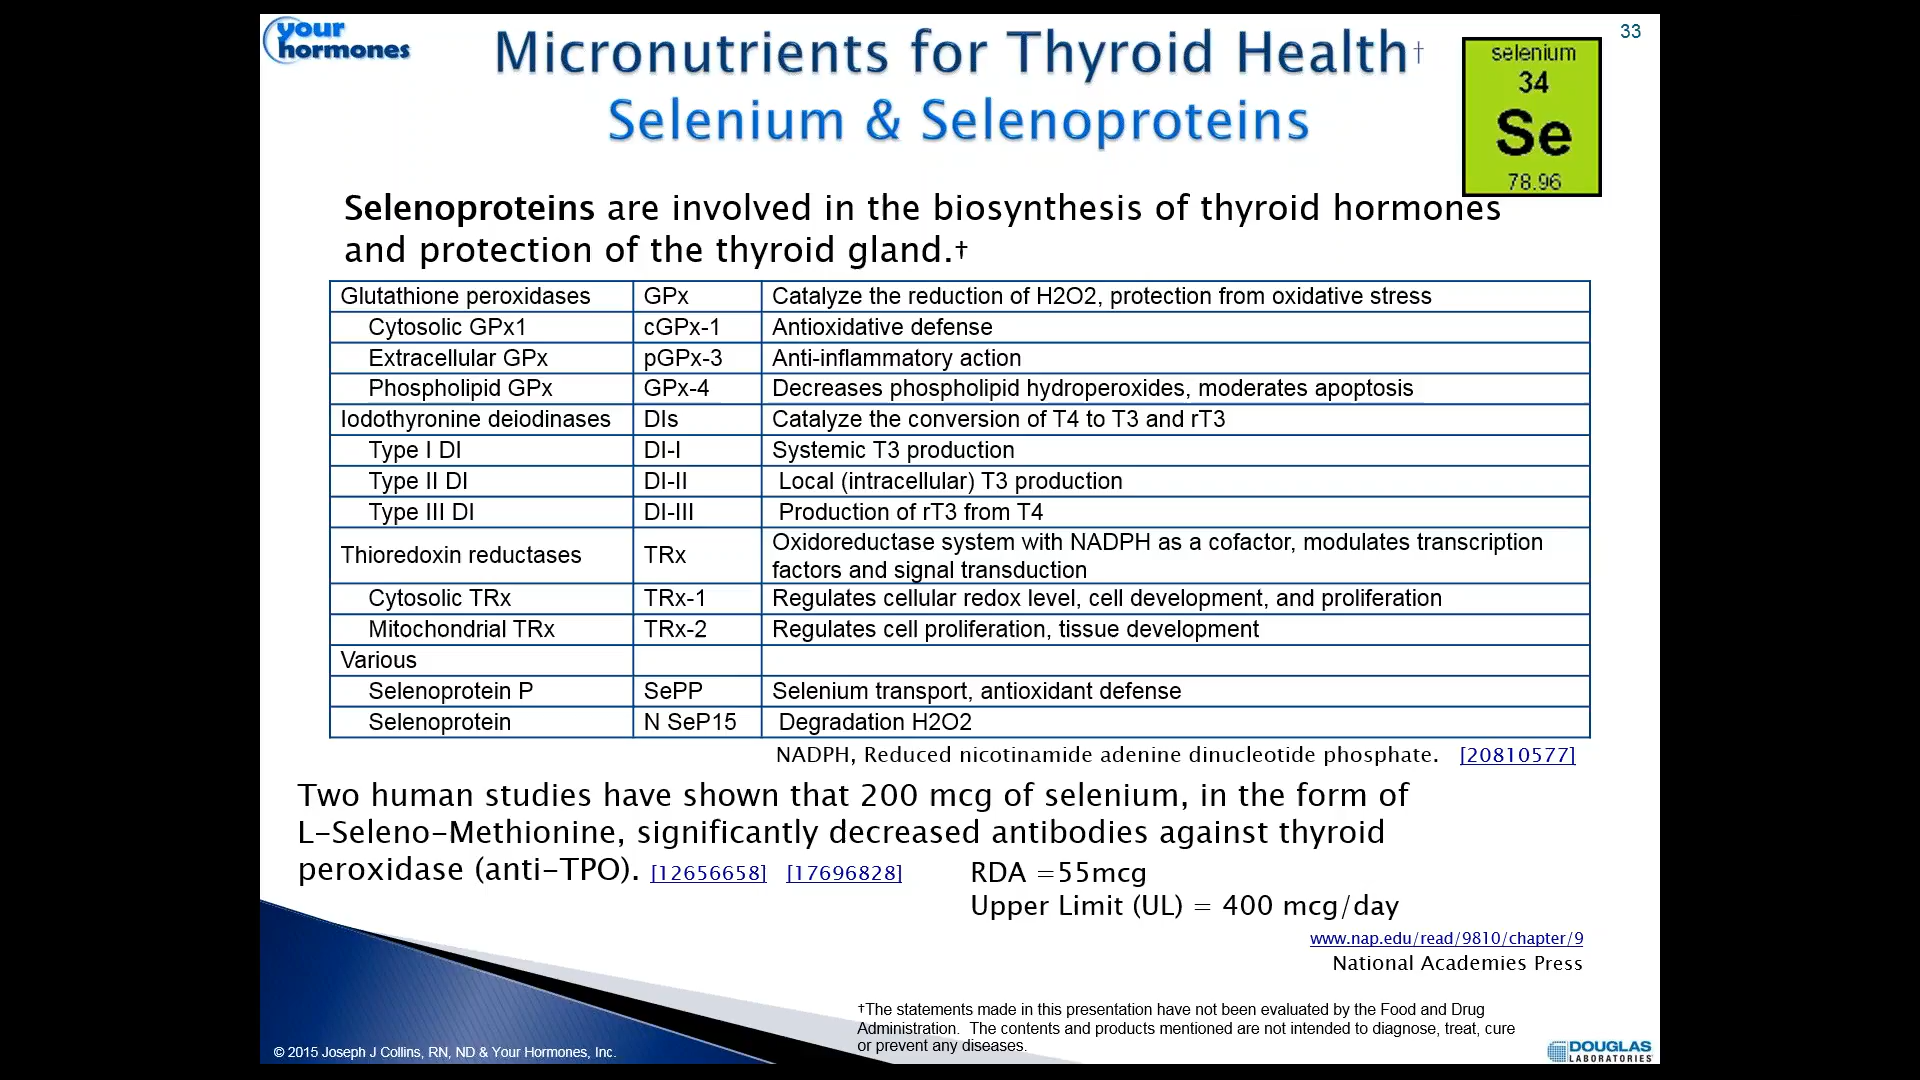 your
hormones
33
Micronutrients for Thyroid Health†
Selenium & Selenoproteins
selenium
34
Se
78.96
Selenoproteins are involved in the biosynthesis of thyroid hormones
and protection of the thyroid gland.†
Glutathione peroxidases GPx Catalyze the reduction of H2O2, protection from oxidative stress
Cytosolic GPx1 cGPx-1 Antioxidative defense
Extracellular GPx pGPx-3 Anti-inflammatory action
Phospholipid GPx GPx-4 Decreases phospholipid hydroperoxides, moderates apoptosis
Iodothyronine deiodinases DIs Catalyze the conversion of T4 to T3 and rT3
Type I DI DI-I Systemic T3 production
Type II DI DI-II Local (intracellular) T3 production
Type III DI DI-III Production of rT3 from T4
Thioredoxin reductases TRx Oxidoreductase system with NADPH as a cofactor, modulates transcription
factors and signal transduction
Cytosolic TRx TRx-1 Regulates cellular redox level, cell development, and proliferation
Mitochondrial TRx TRx-2 Regulates cell proliferation, tissue development
Various
Selenoprotein P SePP Selenium transport, antioxidant defense
Selenoprotein N SeP15 Degradation H2O2
NADPH, Reduced nicotinamide adenine dinucleotide phosphate. [20810577]
Two human studies have shown that 200 mcg of selenium, in the form of
L-Seleno-Methionine, significantly decreased antibodies against thyroid
peroxidase (anti-TPO). [12656658] [17696828]
RDA =55mcg
Upper Limit (UL) = 400 mcg/day
www.nap.edu/read/9810/chapter/9
National Academies Press
†The statements made in this presentation have not been evaluated by the Food and Drug
Administration. The contents and products mentioned are not intended to diagnose, treat, cure
or prevent any diseases.
© 2015 Joseph J Collins, RN, ND & Your Hormones, Inc.
DOUGLAS
LABORATORIES